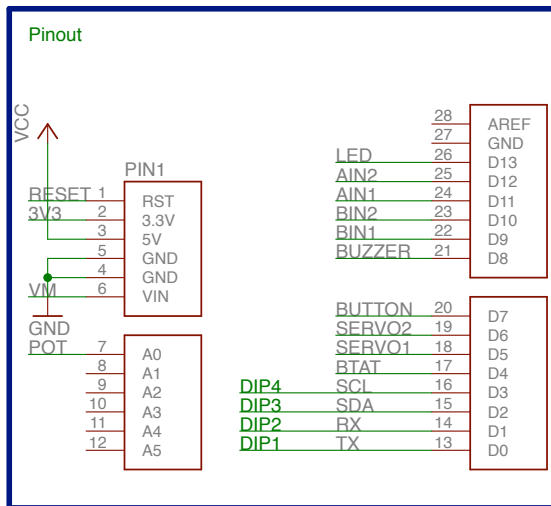 Pinout
VCC
PIN1
RESET 1 RST
3V3 2 3.3V
3 5V
5 GND
4 GND
VM 6 VIN
GND
POT 7 A0
8 A1
9 A2
10 A3
11 A4
12 A5
28 AREF
27 GND
LED 26 D13
AIN2 25 D12
AIN1 24 D11
BIN2 23 D10
BIN1 22 D9
BUZZER 21 D8
BUTTON 20 D7
SERVO2 19 D6
SERVO1 18 D5
BTAT 17 D4
DIP4 SCL 16 D3
DIP3 SDA 15 D2
DIP2 RX 14 D1
DIP1 TX 13 D0